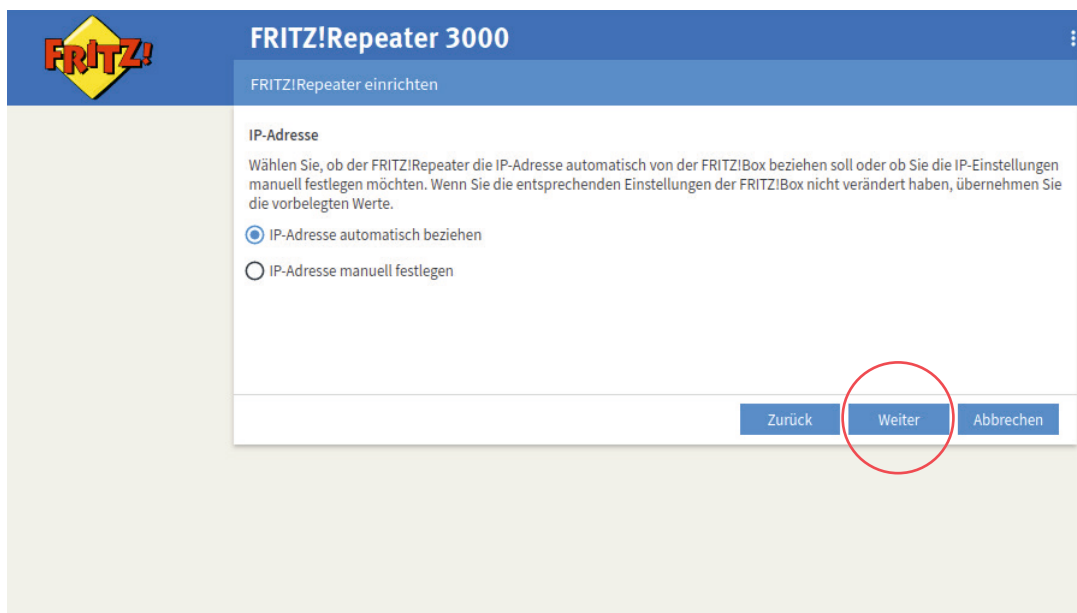 FRITZ!
FRITZ!Repeater 3000
FRITZ!Repeater einrichten
IP-Adresse
Wählen Sie, ob der FRITZ!Repeater die IP-Adresse automatisch von der FRITZ!Box beziehen soll oder ob Sie die IP-Einstellungen
manuell festlegen möchten. Wenn Sie die entsprechenden Einstellungen der FRITZ!Box nicht verändert haben, übernehmen Sie
die vorbelegten Werte.
IP-Adresse automatisch beziehen
IP-Adresse manuell festlegen
Zurück Weiter Abbrechen